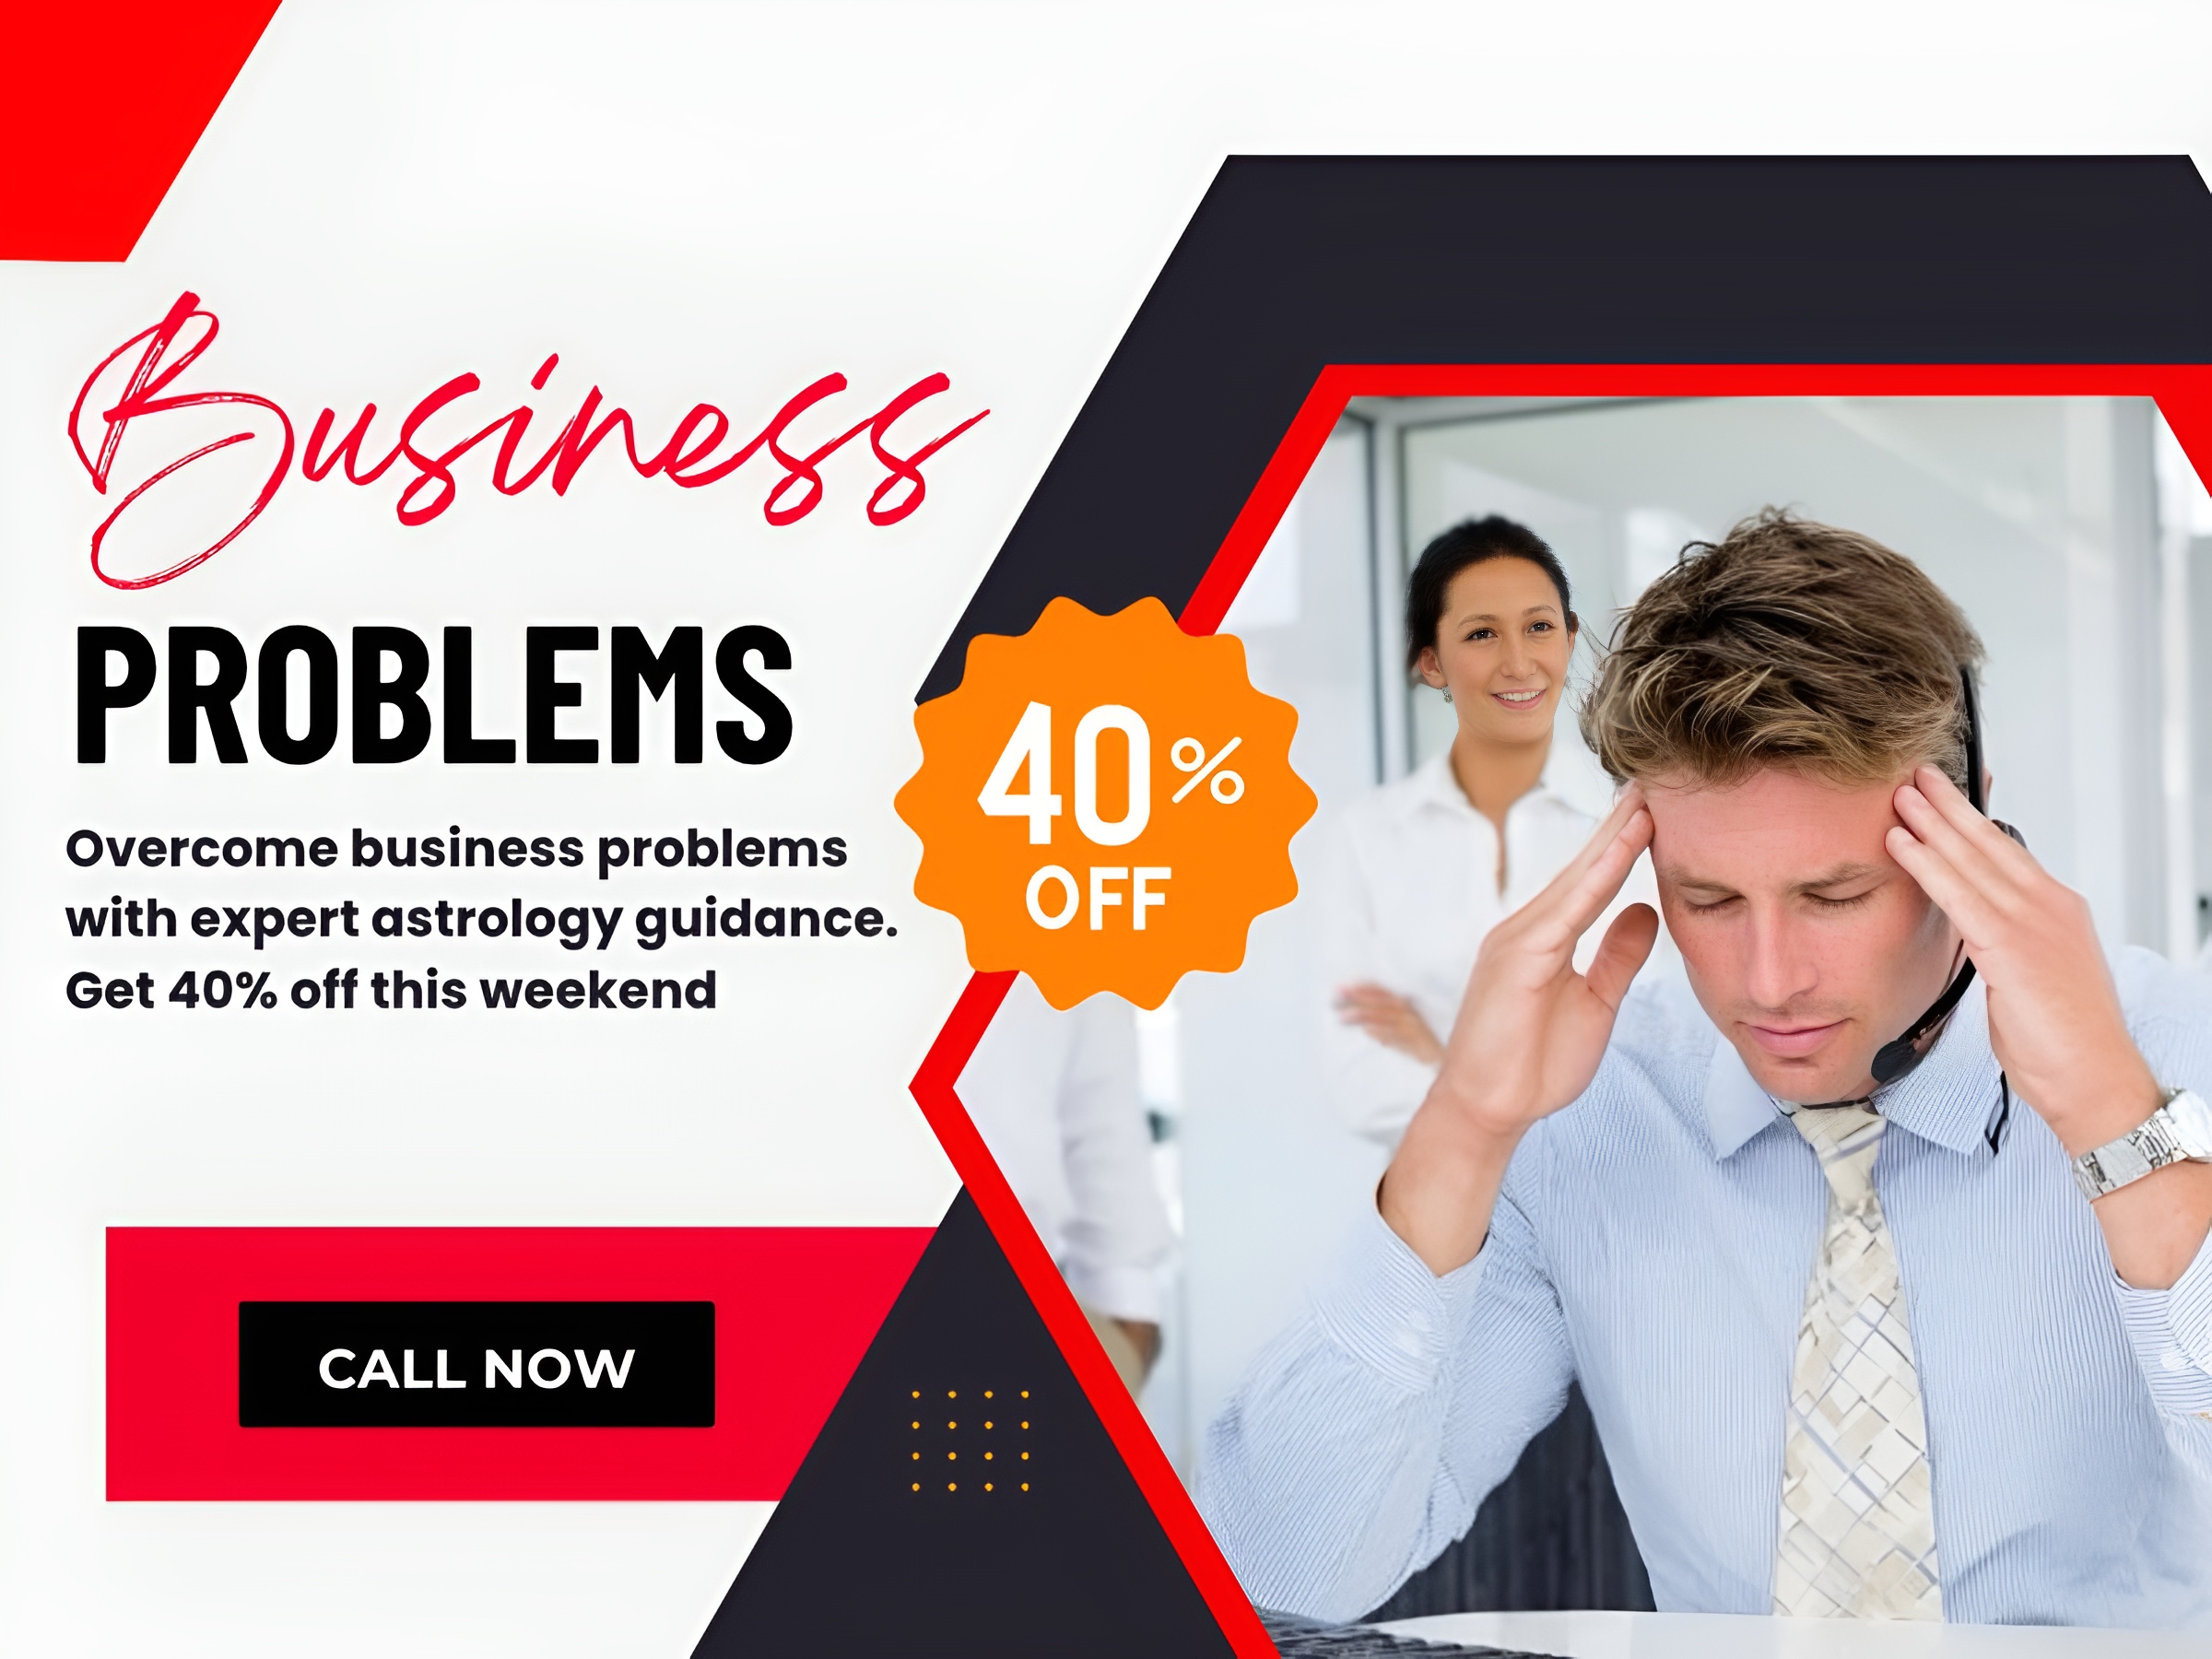 Business
PROBLEMS
Overcome business problems
with expert astrology guidance.
Get 40% off this weekend
40%
OFF
CALL NOW